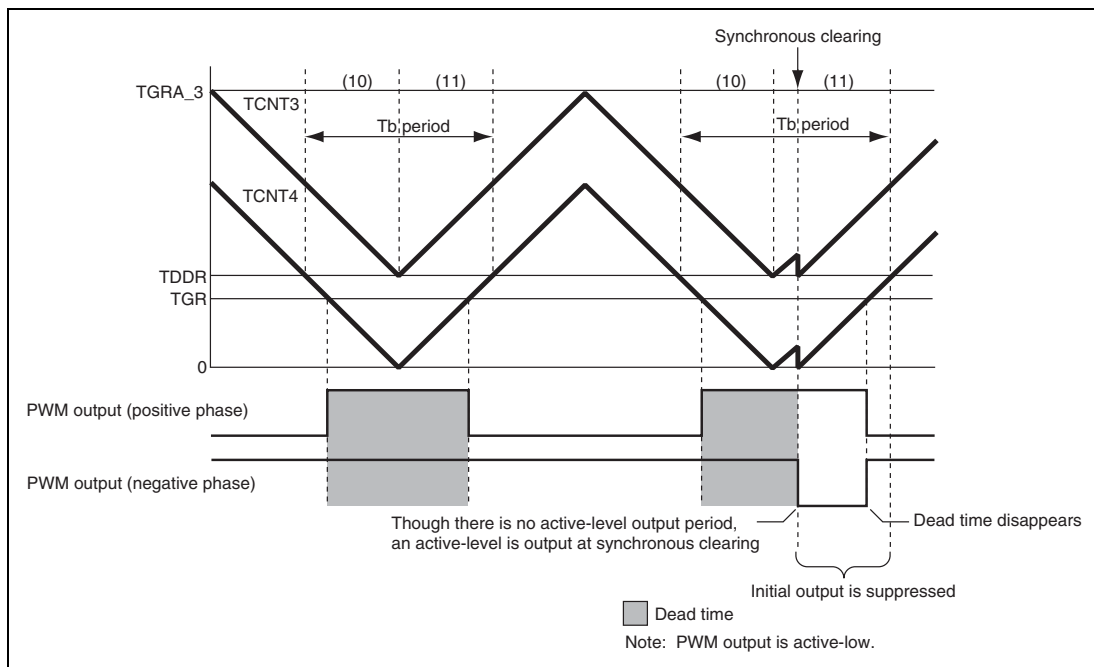 Synchronous clearing
(10)
(11)
(10)
(11)
TGRA_3
TCNT3
Tb period
Tb period
TCNT4
TDDR
TGR
0
PWM output (positive phase)
PWM output (negative phase)
Though there is no active-level output period,
an active-level is output at synchronous clearing
Dead time disappears
Initial output is suppressed
Dead time
Note: PWM output is active-low.